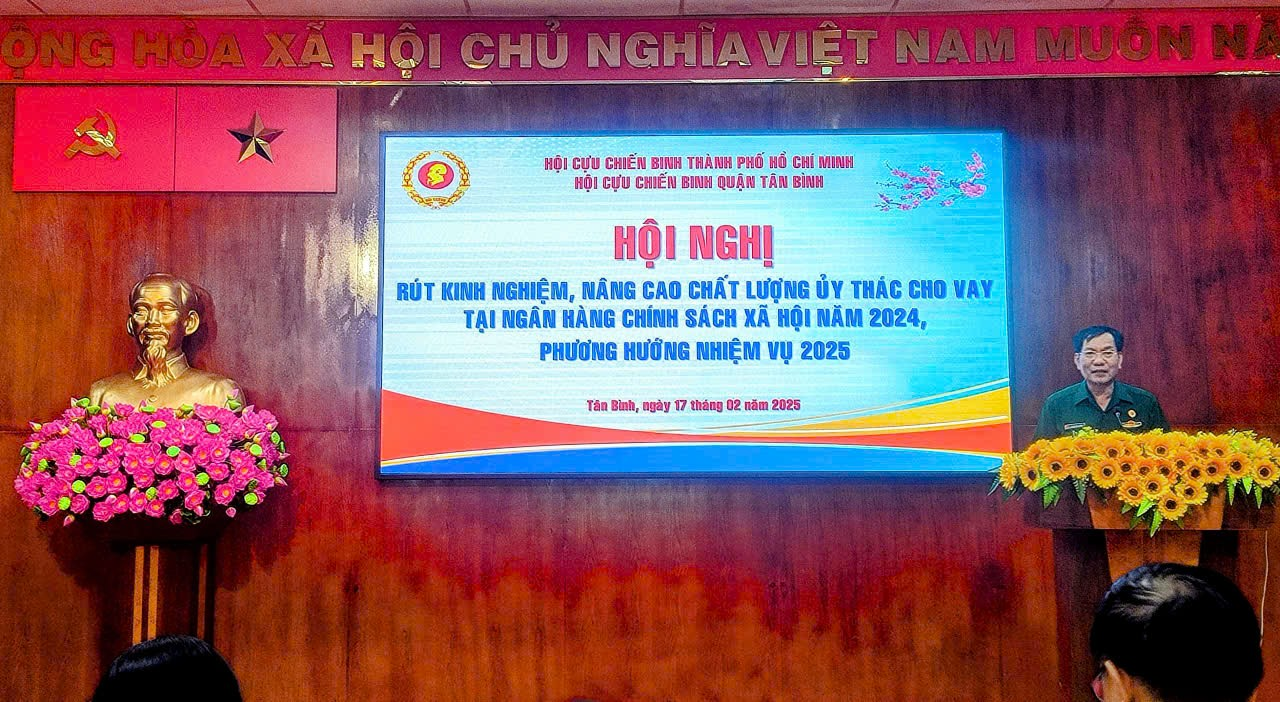 ỘNG HÒA XÃ HỘI CHỦ NGHĨA VIỆT NAM MUÔN NĂ
HỘI CỰU CHIẾN BINH THÀNH PHỐ HỒ CHÍ MINH
HỘI CỰU CHIẾN BINH QUẬN TÂN BÌNH
HỘI NGHỊ
RÚT KINH NGHIỆM, NÂNG CAO CHẤT LƯỢNG ỦY THÁC CHO VAY
TẠI NGÂN HÀNG CHÍNH SÁCH XÃ HỘI NĂM 2024,
PHƯƠNG HƯỚNG NHIỆM VỤ 2025
Tân Bình, ngày 17 tháng 02 năm 2025